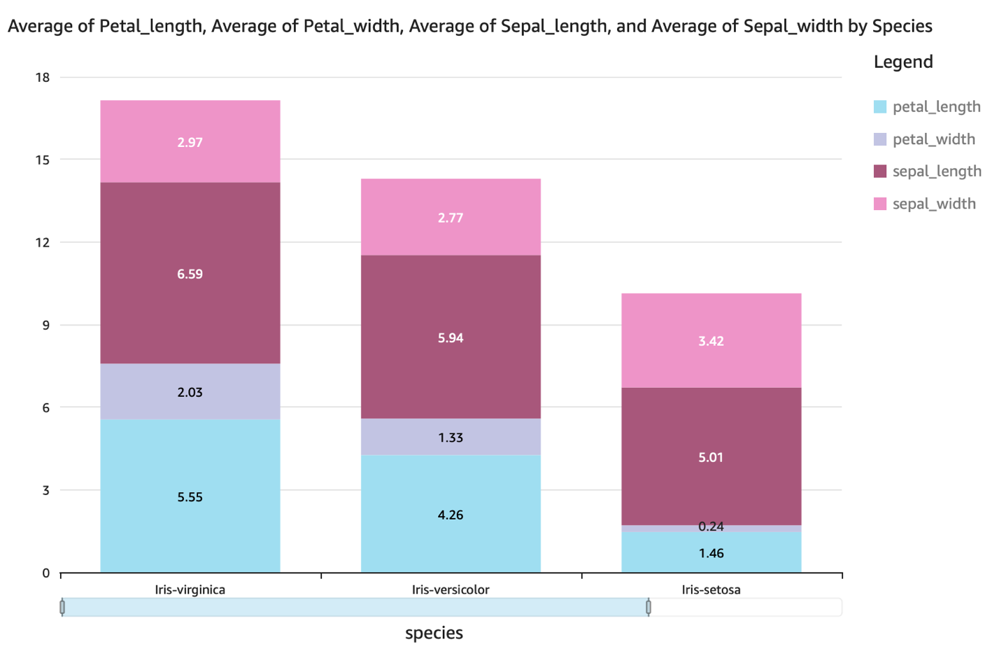 Average of Petal_length, Average of Petal_width, Average of Sepal_length, and Average of Sepal_width by Species
Legend
petal_length
petal_width
sepal_length
sepal_width
18
15
12
9
6
3
0
2.97
6.59
2.03
5.55
2.77
5.94
1.33
4.26
3.42
5.01
0.24
1.46
Iris-virginica
Iris-versicolor
Iris-setosa
species